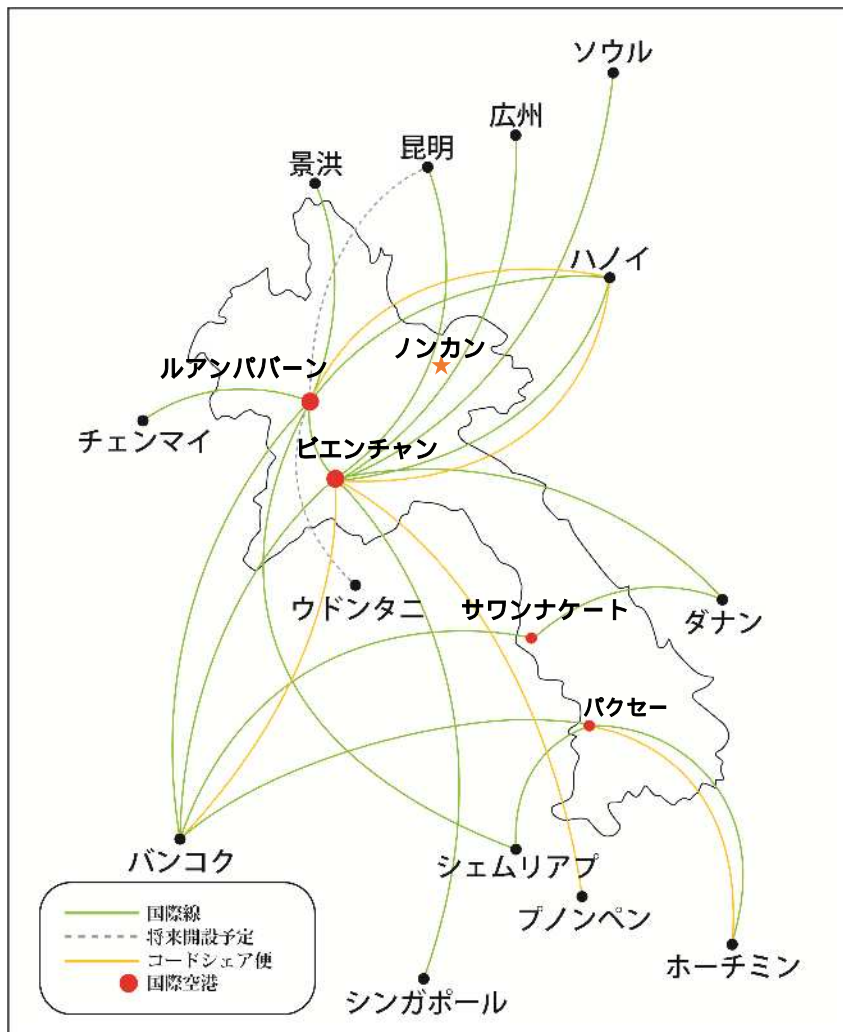 ソウル
広州
昆明
景洪
ハノイ
ノンカン
ルアンパバーン
チェンマイ
ビエンチャン
ウドンタニ
サワンナケート
ダナン
パクセー
バンコク
シェムリアプ
プノンペン
ホーチミン
シンガポール
国際線
将来開設予定
コードシェア便
国際空港